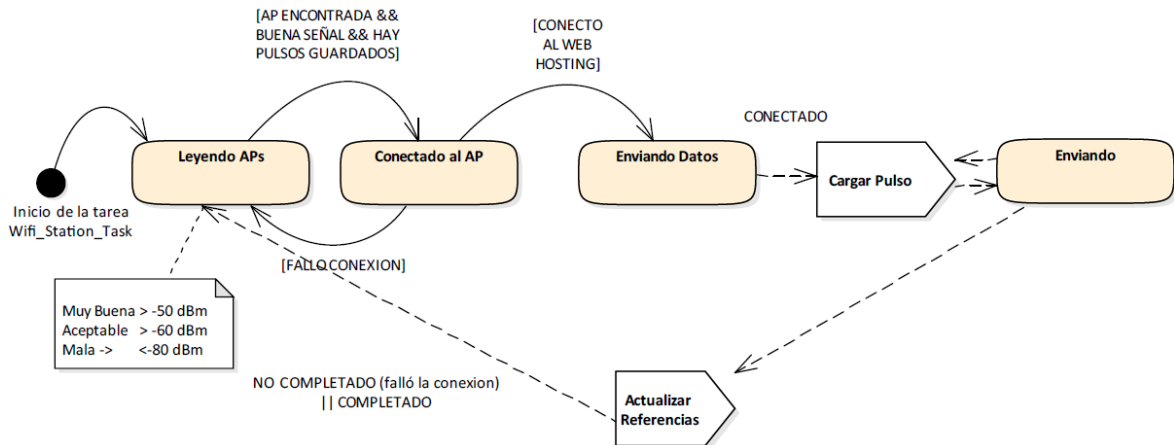 [AP ENCONTRADA &&
BUENA SEÑAL && HAY
PULSOS GUARDADOS]
[CONECTO
AL WEB
HOSTING]
CONECTADO
Leyendo APs
Conectado al AP
Enviando Datos
Cargar Pulso
Enviando
Inicio de la tarea
Wifi_Station_Task
[FALLO CONEXION]
Muy Buena > -50 dBm
Aceptable > -60 dBm
Mala -> <-80 dBm
NO COMPLETADO (falló la conexion)
|| COMPLETADO
Actualizar
Referencias